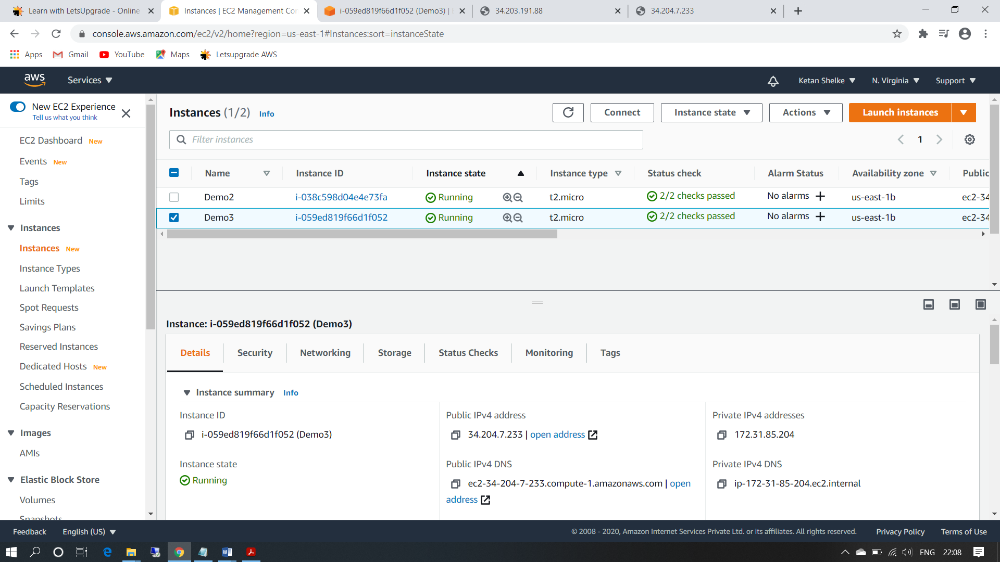 Learn with LetsUpgrade - Online
Instances | EC2 Management Con
i-059ed819f66d1f052 (Demo3) |
34.203.191.88
34.204.7.233
console.aws.amazon.com/ec2/v2/home?region=us-east-1#Instances:sort=instanceState
Apps
Gmail
YouTube
Maps
Letsupgrade AWS
aws
Services
Ketan Shelke
N. Virginia
Support
New EC2 Experience
Tell us what you think
EC2 Dashboard New
Events New
Tags
Limits
Instances
Instances New
Instance Types
Launch Templates
Spot Requests
Savings Plans
Reserved Instances
Dedicated Hosts New
Scheduled Instances
Capacity Reservations
Images
AMIs
Elastic Block Store
Volumes
Snapshots
Instances (1/2) Info
Connect
Instance state
Actions
Launch instances
Filter instances
1
Name Instance ID Instance state Instance type Status check Alarm Status Availability zone Public
Demo2 i-038c598d04e4e73fa Running t2.micro 2/2 checks passed No alarms us-east-1b ec2-34
Demo3 i-059ed819f66d1f052 Running t2.micro 2/2 checks passed No alarms us-east-1b ec2-34
Instance: i-059ed819f66d1f052 (Demo3)
Details Security Networking Storage Status Checks Monitoring Tags
Instance summary Info
Instance ID
i-059ed819f66d1f052 (Demo3)
Public IPv4 address
34.204.7.233 | open address
Private IPv4 addresses
172.31.85.204
Instance state
Running
Public IPv4 DNS
ec2-34-204-7-233.compute-1.amazonaws.com | open
address
Private IPv4 DNS
ip-172-31-85-204.ec2.internal
Feedback
English (US)
© 2008 - 2020, Amazon Internet Services Private Ltd. or its affiliates. All rights reserved.
Privacy Policy
Terms of Use
ENG
22:08